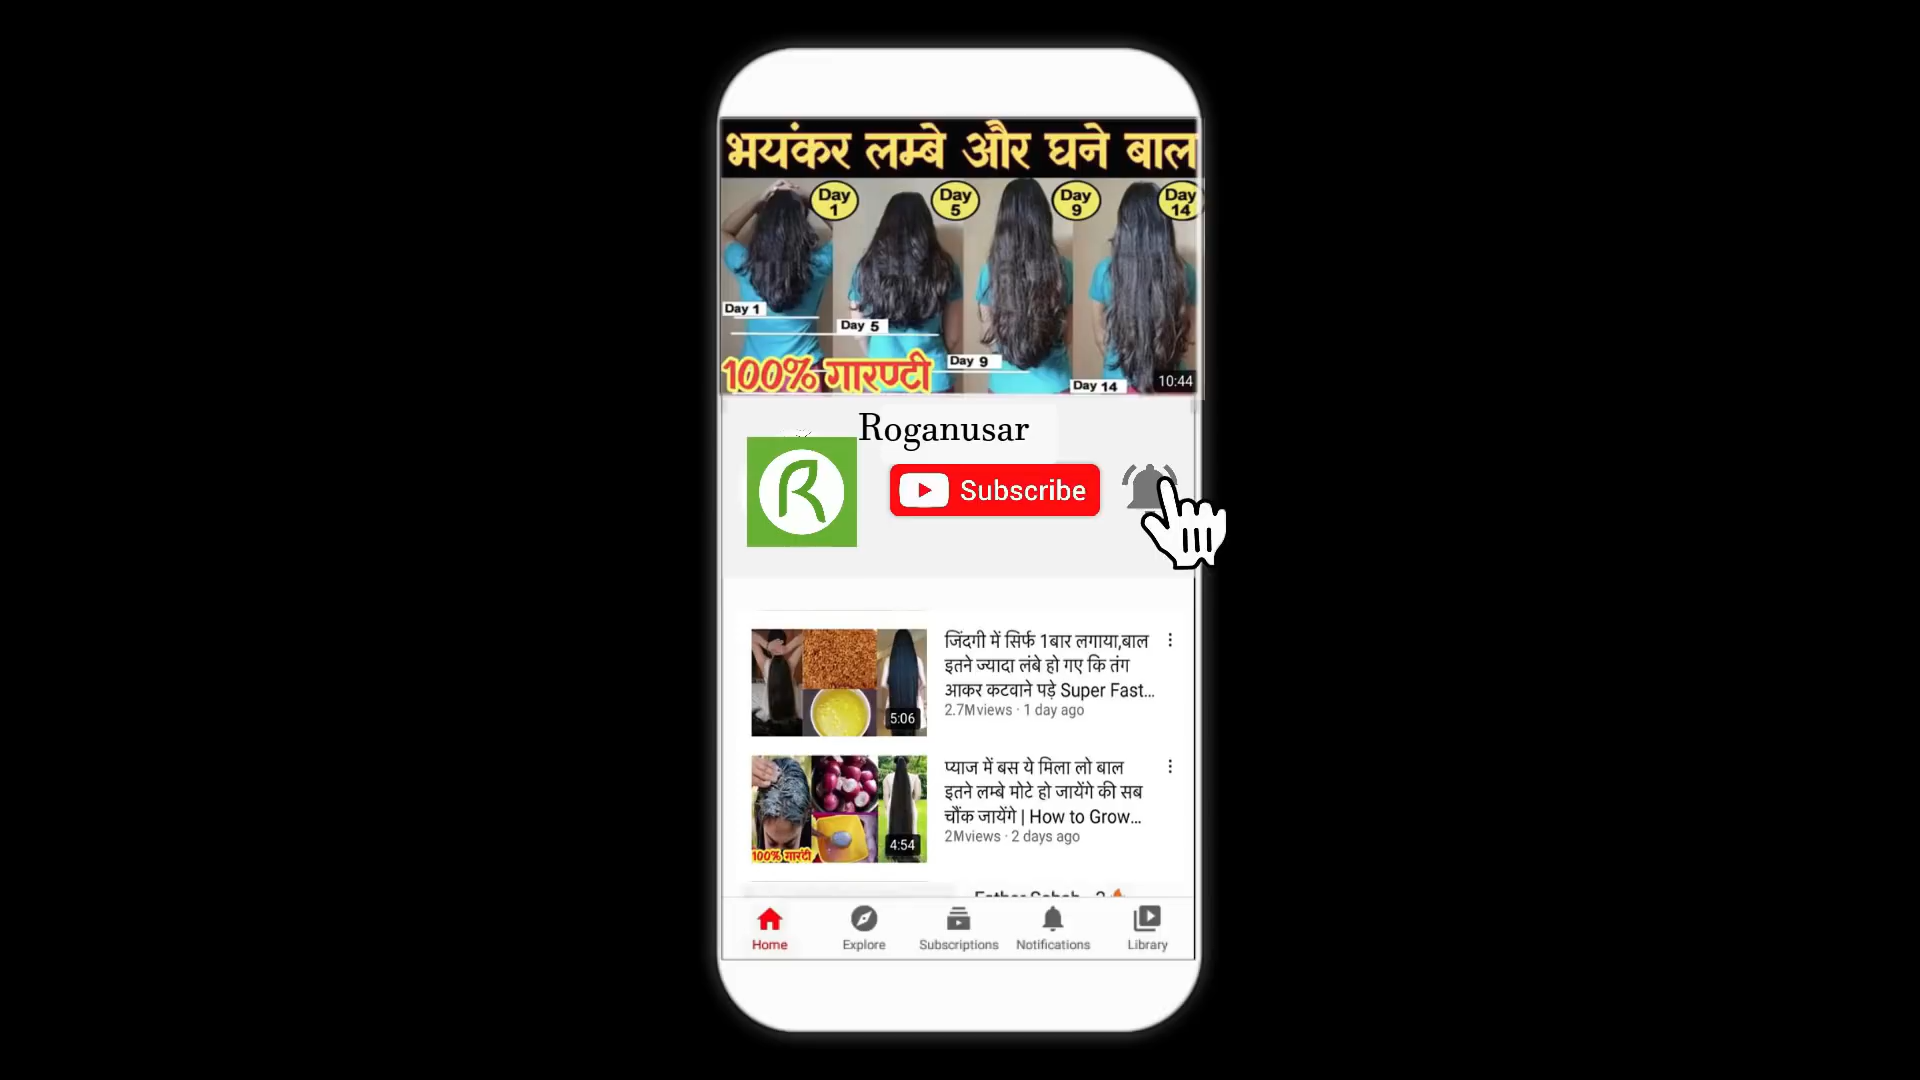 भयंकर लम्बे और घने बाल
Day 1
Day 5
Day 9
Day 14
Day 1
Day 5
Day 9
Day 14
100% गारण्टी
10:44
Roganusar
Subscribe
जिंदगी में सिर्फ 1बार लगाया,बाल
इतने ज्यादा लंबे हो गए कि तंग
आकर कटवाने पड़े Super Fast...
2.7Mviews · 1 day ago
5:06
प्याज में बस ये मिला लो बाल
इतने लम्बे मोटे हो जायेंगे की सब
चौंक जायेंगे | How to Grow...
2Mviews · 2 days ago
100% गारंटी
4:54
Home
Explore
Subscriptions
Notifications
Library